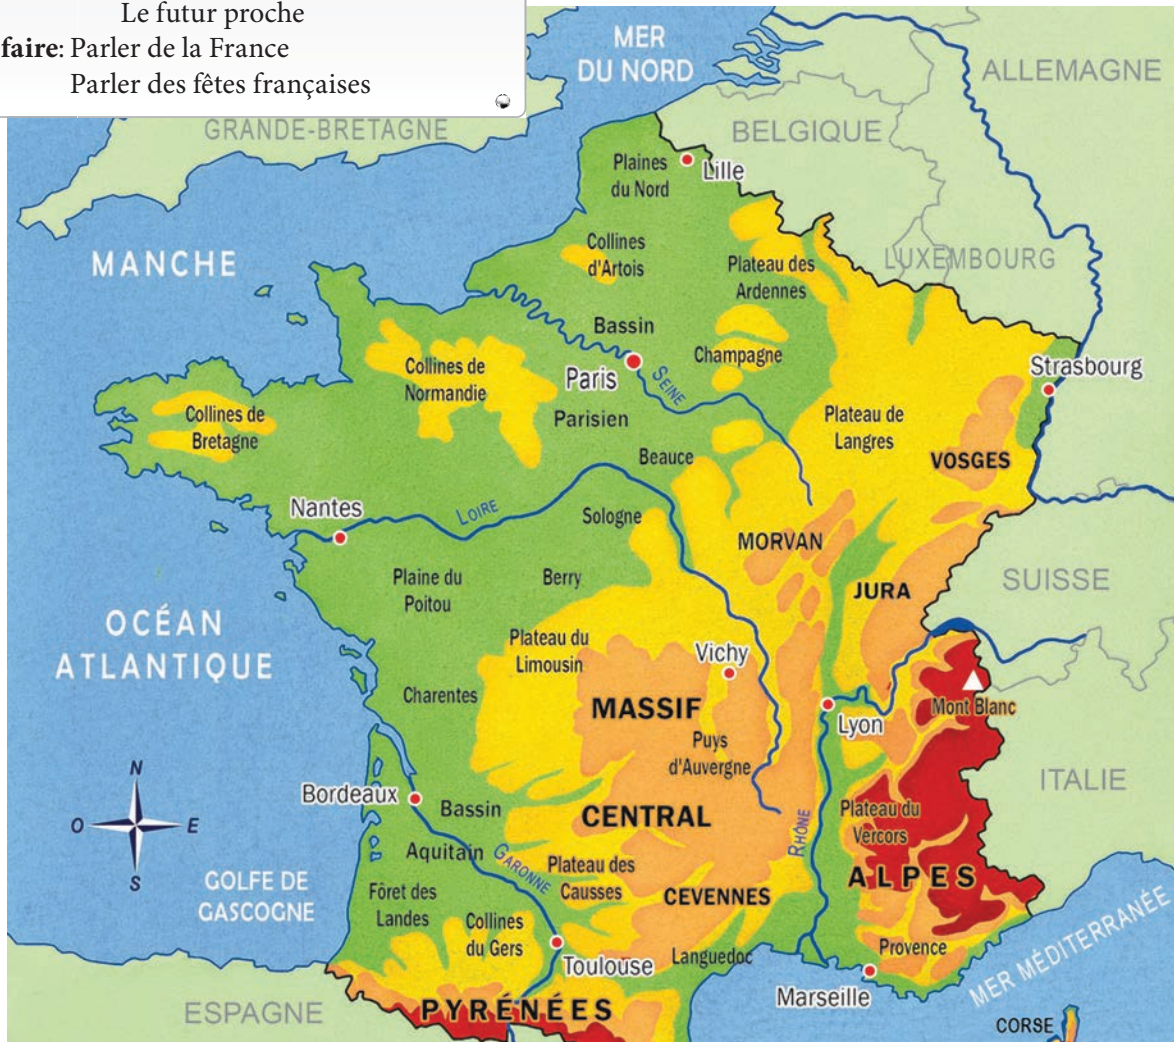 Le futur proche
faire: Parler de la France
Parler des fêtes françaises
MER
DU NORD
ALLEMAGNE
GRANDE-BRETAGNE
BELGIQUE
Plaines
du Nord
Lille
MANCHE
Collines
d'Artois
Plateau des
Ardennes
LUXEMBOURG
Bassin
Champagne
Paris
SEINE
Strasbourg
Collines de
Normandie
Collines de
Bretagne
Parisien
Plateau de
Langres
Beauce
VOSGES
Nantes
LOIRE
Sologne
MORVAN
Plaine du
Poitou
Berry
JURA
SUISSE
OCÉAN
ATLANTIQUE
Plateau du
Limousin
Vichy
Charentes
MASSIF
Mont Blanc
Lyon
Puys
d'Auvergne
ITALIE
N
O
E
S
Bordeaux
Bassin
CENTRAL
RHÔNE
Plateau du
Vercors
Aquitain
GARONNE
Plateau des
Causses
ALPES
GOLFE DE
GASCOGNE
Fôret des
Landes
CEVENNES
Collines
du Gers
Toulouse
Languedoc
Provence
MER MÉDITERRANÉE
Marseille
ESPAGNE
PYRÉNÉES
CORSE